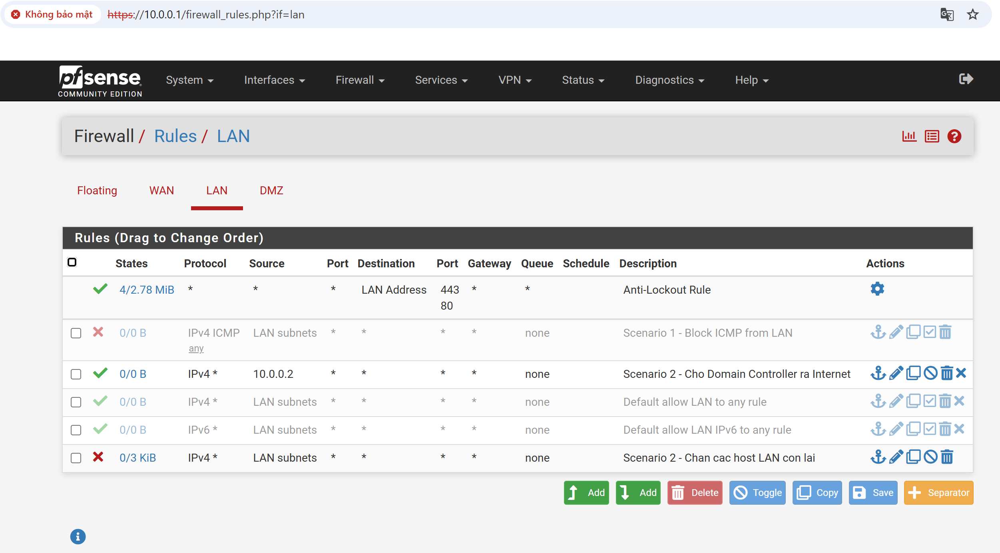 Không bảo mật https://10.0.0.1/firewall_rules.php?if=lan
pfsense
COMMUNITY EDITION
System Interfaces Firewall Services VPN Status Diagnostics Help
Firewall / Rules / LAN
Floating WAN LAN DMZ
Rules (Drag to Change Order)
States Protocol Source Port Destination Port Gateway Queue Schedule Description Actions
4/2.78 MiB * * * LAN Address 443 * * Anti-Lockout Rule
80
0/0 B IPv4 ICMP LAN subnets * * * * none Scenario 1 - Block ICMP from LAN
any
0/0 B IPv4 * 10.0.0.2 * * * * none Scenario 2 - Cho Domain Controller ra Internet
0/0 B IPv4 * LAN subnets * * * * none Default allow LAN to any rule
0/0 B IPv6 * LAN subnets * * * * none Default allow LAN IPv6 to any rule
0/3 KiB IPv4 * LAN subnets * * * * none Scenario 2 - Chan cac host LAN con lai
Add Add Delete Toggle Copy Save Separator